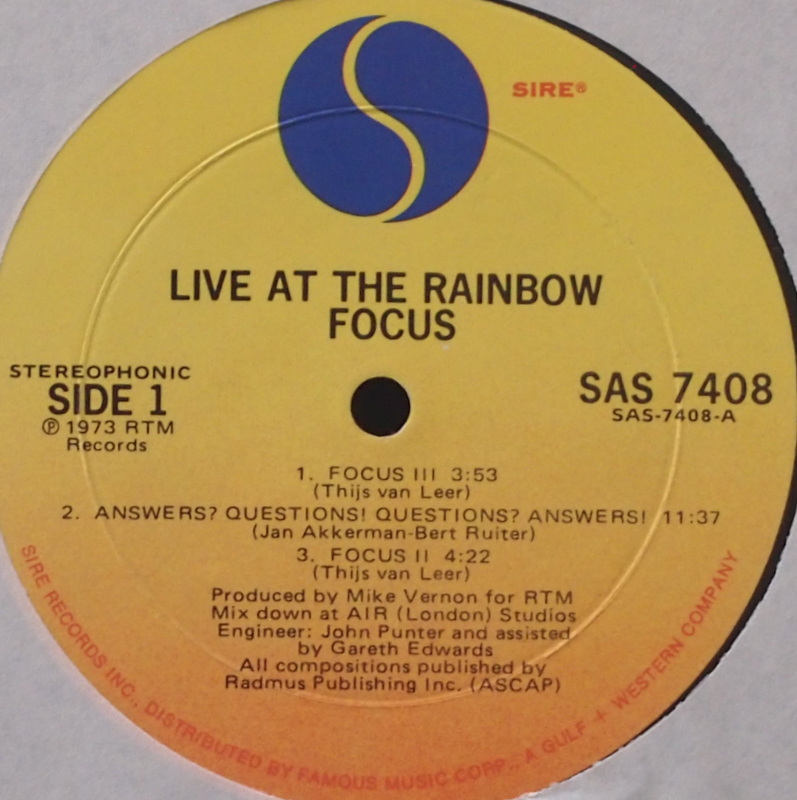 SIRE®
LIVE AT THE RAINBOW
FOCUS
STEREOPHONIC
SIDE 1
℗ 1973 RTM
Records
SAS 7408
SAS-7408-A
1. FOCUS III 3:53
(Thijs van Leer)
2. ANSWERS? QUESTIONS! QUESTIONS? ANSWERS! 11:37
(Jan Akkerman-Bert Ruiter)
3. FOCUS II 4:22
(Thijs van Leer)
Produced by Mike Vernon for RTM
Mix down at AIR (London) Studios
Engineer: John Punter and assisted
by Gareth Edwards
All compositions published by
Radmus Publishing Inc. (ASCAP)
SIRE RECORDS INC., DISTRIBUTED BY FAMOUS MUSIC CORP., A GULF + WESTERN COMPANY